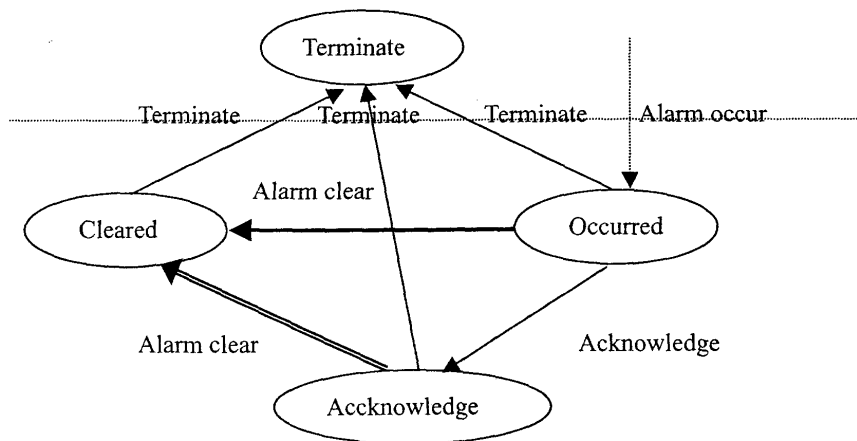 Terminate
Terminate Terminate Terminate Alarm occur
Alarm clear
Cleared
Occurred
Alarm clear
Acknowledge
Accknowledge